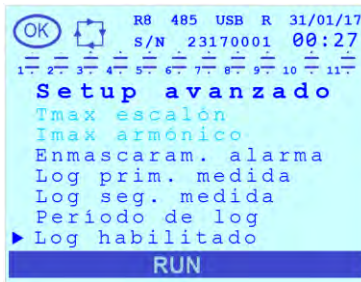 OK R8 485 USB R 31/01/17
S/N 23170001 00:27
1 2 3 4 5 6 7 8 9 10 11
Setup avanzado
Tmax escalón
Imax armónico
Enmascaram. alarma
Log prim. medida
Log seg. medida
Período de log
Log habilitado
RUN